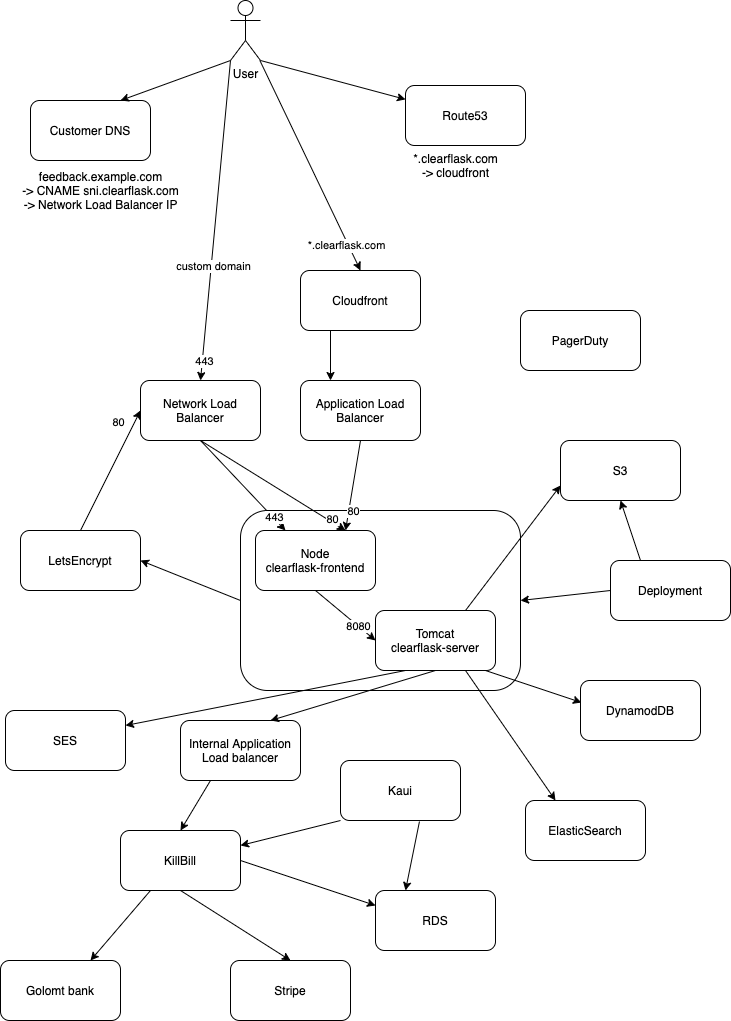 User
Customer DNS
Route53
*.clearflask.com
-> cloudfront
feedback.example.com
-> CNAME sni.clearflask.com
-> Network Load Balancer IP
*.clearflask.com
custom domain
Cloudfront
PagerDuty
443
Network Load
Balancer
Application Load
Balancer
80
S3
443
80
80
Node
clearflask-frontend
LetsEncrypt
Deployment
8080
Tomcat
clearflask-server
DynamodDB
SES
Internal Application
Load balancer
Kaui
ElasticSearch
KillBill
RDS
Golomt bank
Stripe